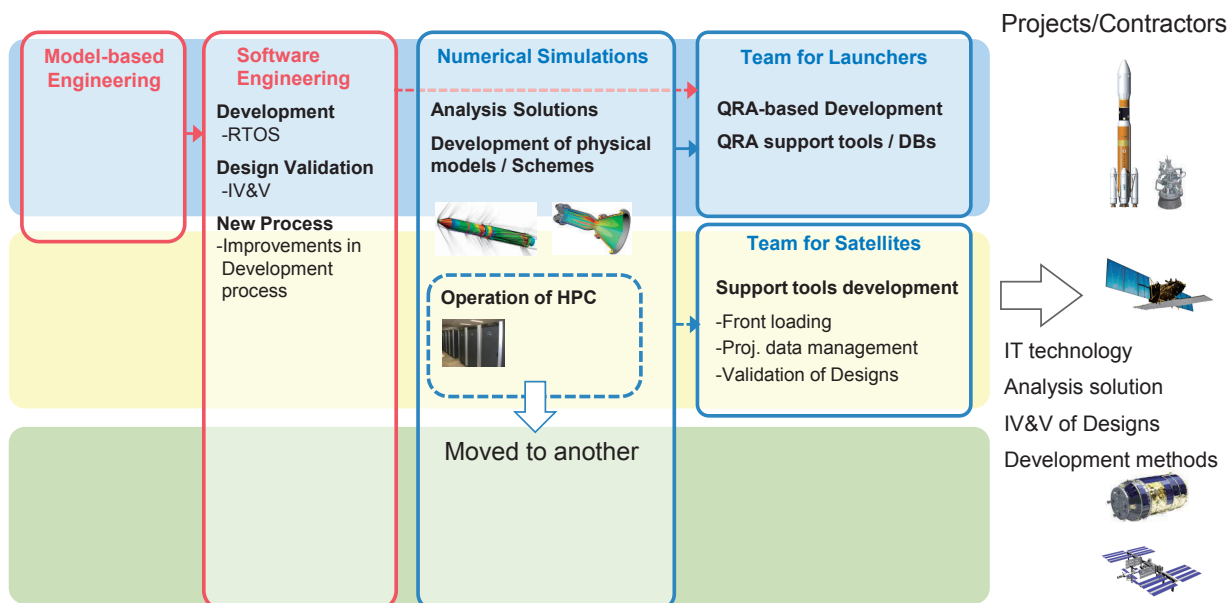 Projects/Contractors
Model-based
Engineering
Software
Engineering
Development
-RTOS
Design Validation
-IV&V
New Process
-Improvements in
Development
process
Numerical Simulations
Analysis Solutions
Development of physical
models / Schemes
Operation of HPC
Moved to another
Team for Launchers
QRA-based Development
QRA support tools / DBs
Team for Satellites
Support tools development
-Front loading
-Proj. data management
-Validation of Designs
IT technology
Analysis solution
IV&V of Designs
Development methods